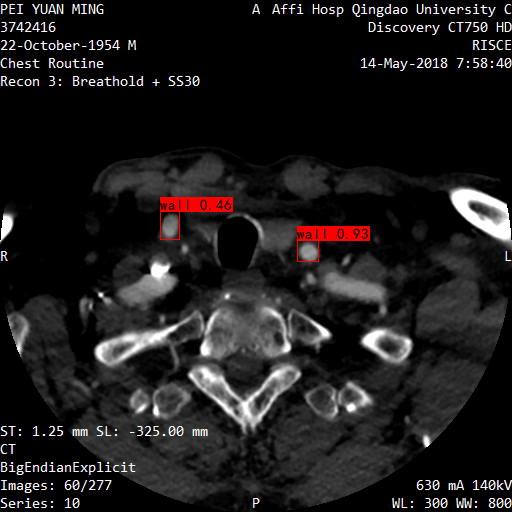 PEI YUAN MING
3742416
22-October-1954 M
Chest Routine
Recon 3: Breathold + SS30
A Affi Hosp Qingdao University C
Discovery CT750 HD
RISCE
14-May-2018 7:58:40
wall 0.46
wall 0.93
R
L
ST: 1.25 mm SL: -325.00 mm
CT
BigEndianExplicit
Images: 60/277
Series: 10
P
630 mA 140kV
WL: 300 WW: 800